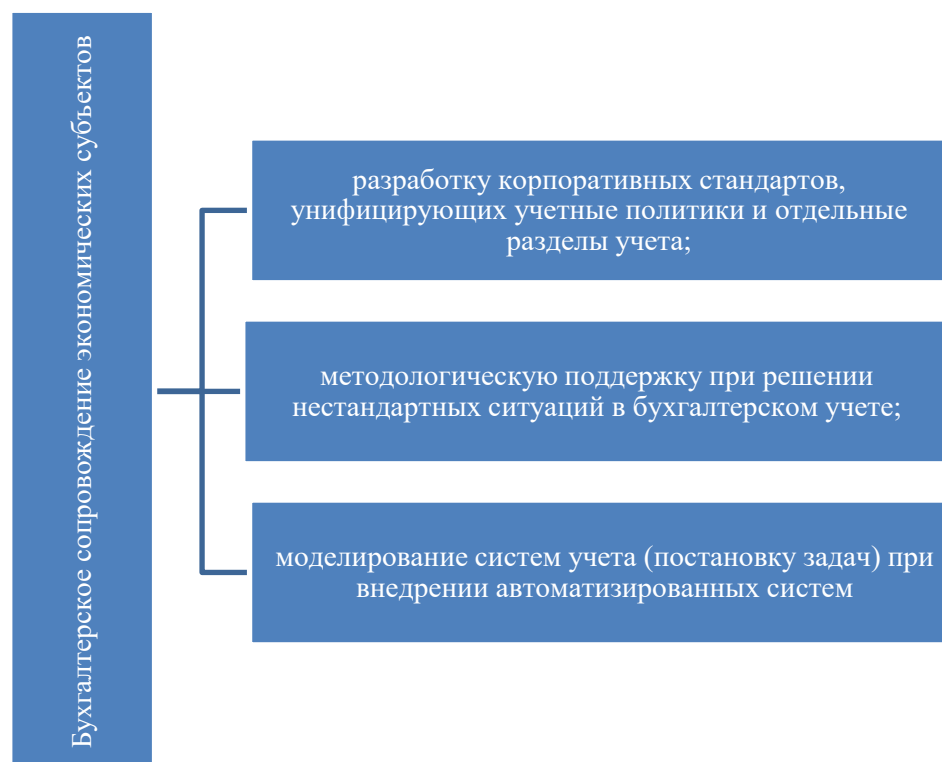 Бухгалтерское сопровождение экономических субъектов
разработку корпоративных стандартов,
унифицирующих учетные политики и отдельные
разделы учета;
методологическую поддержку при решении
нестандартных ситуаций в бухгалтерском учете;
моделирование систем учета (постановку задач) при
внедрении автоматизированных систем